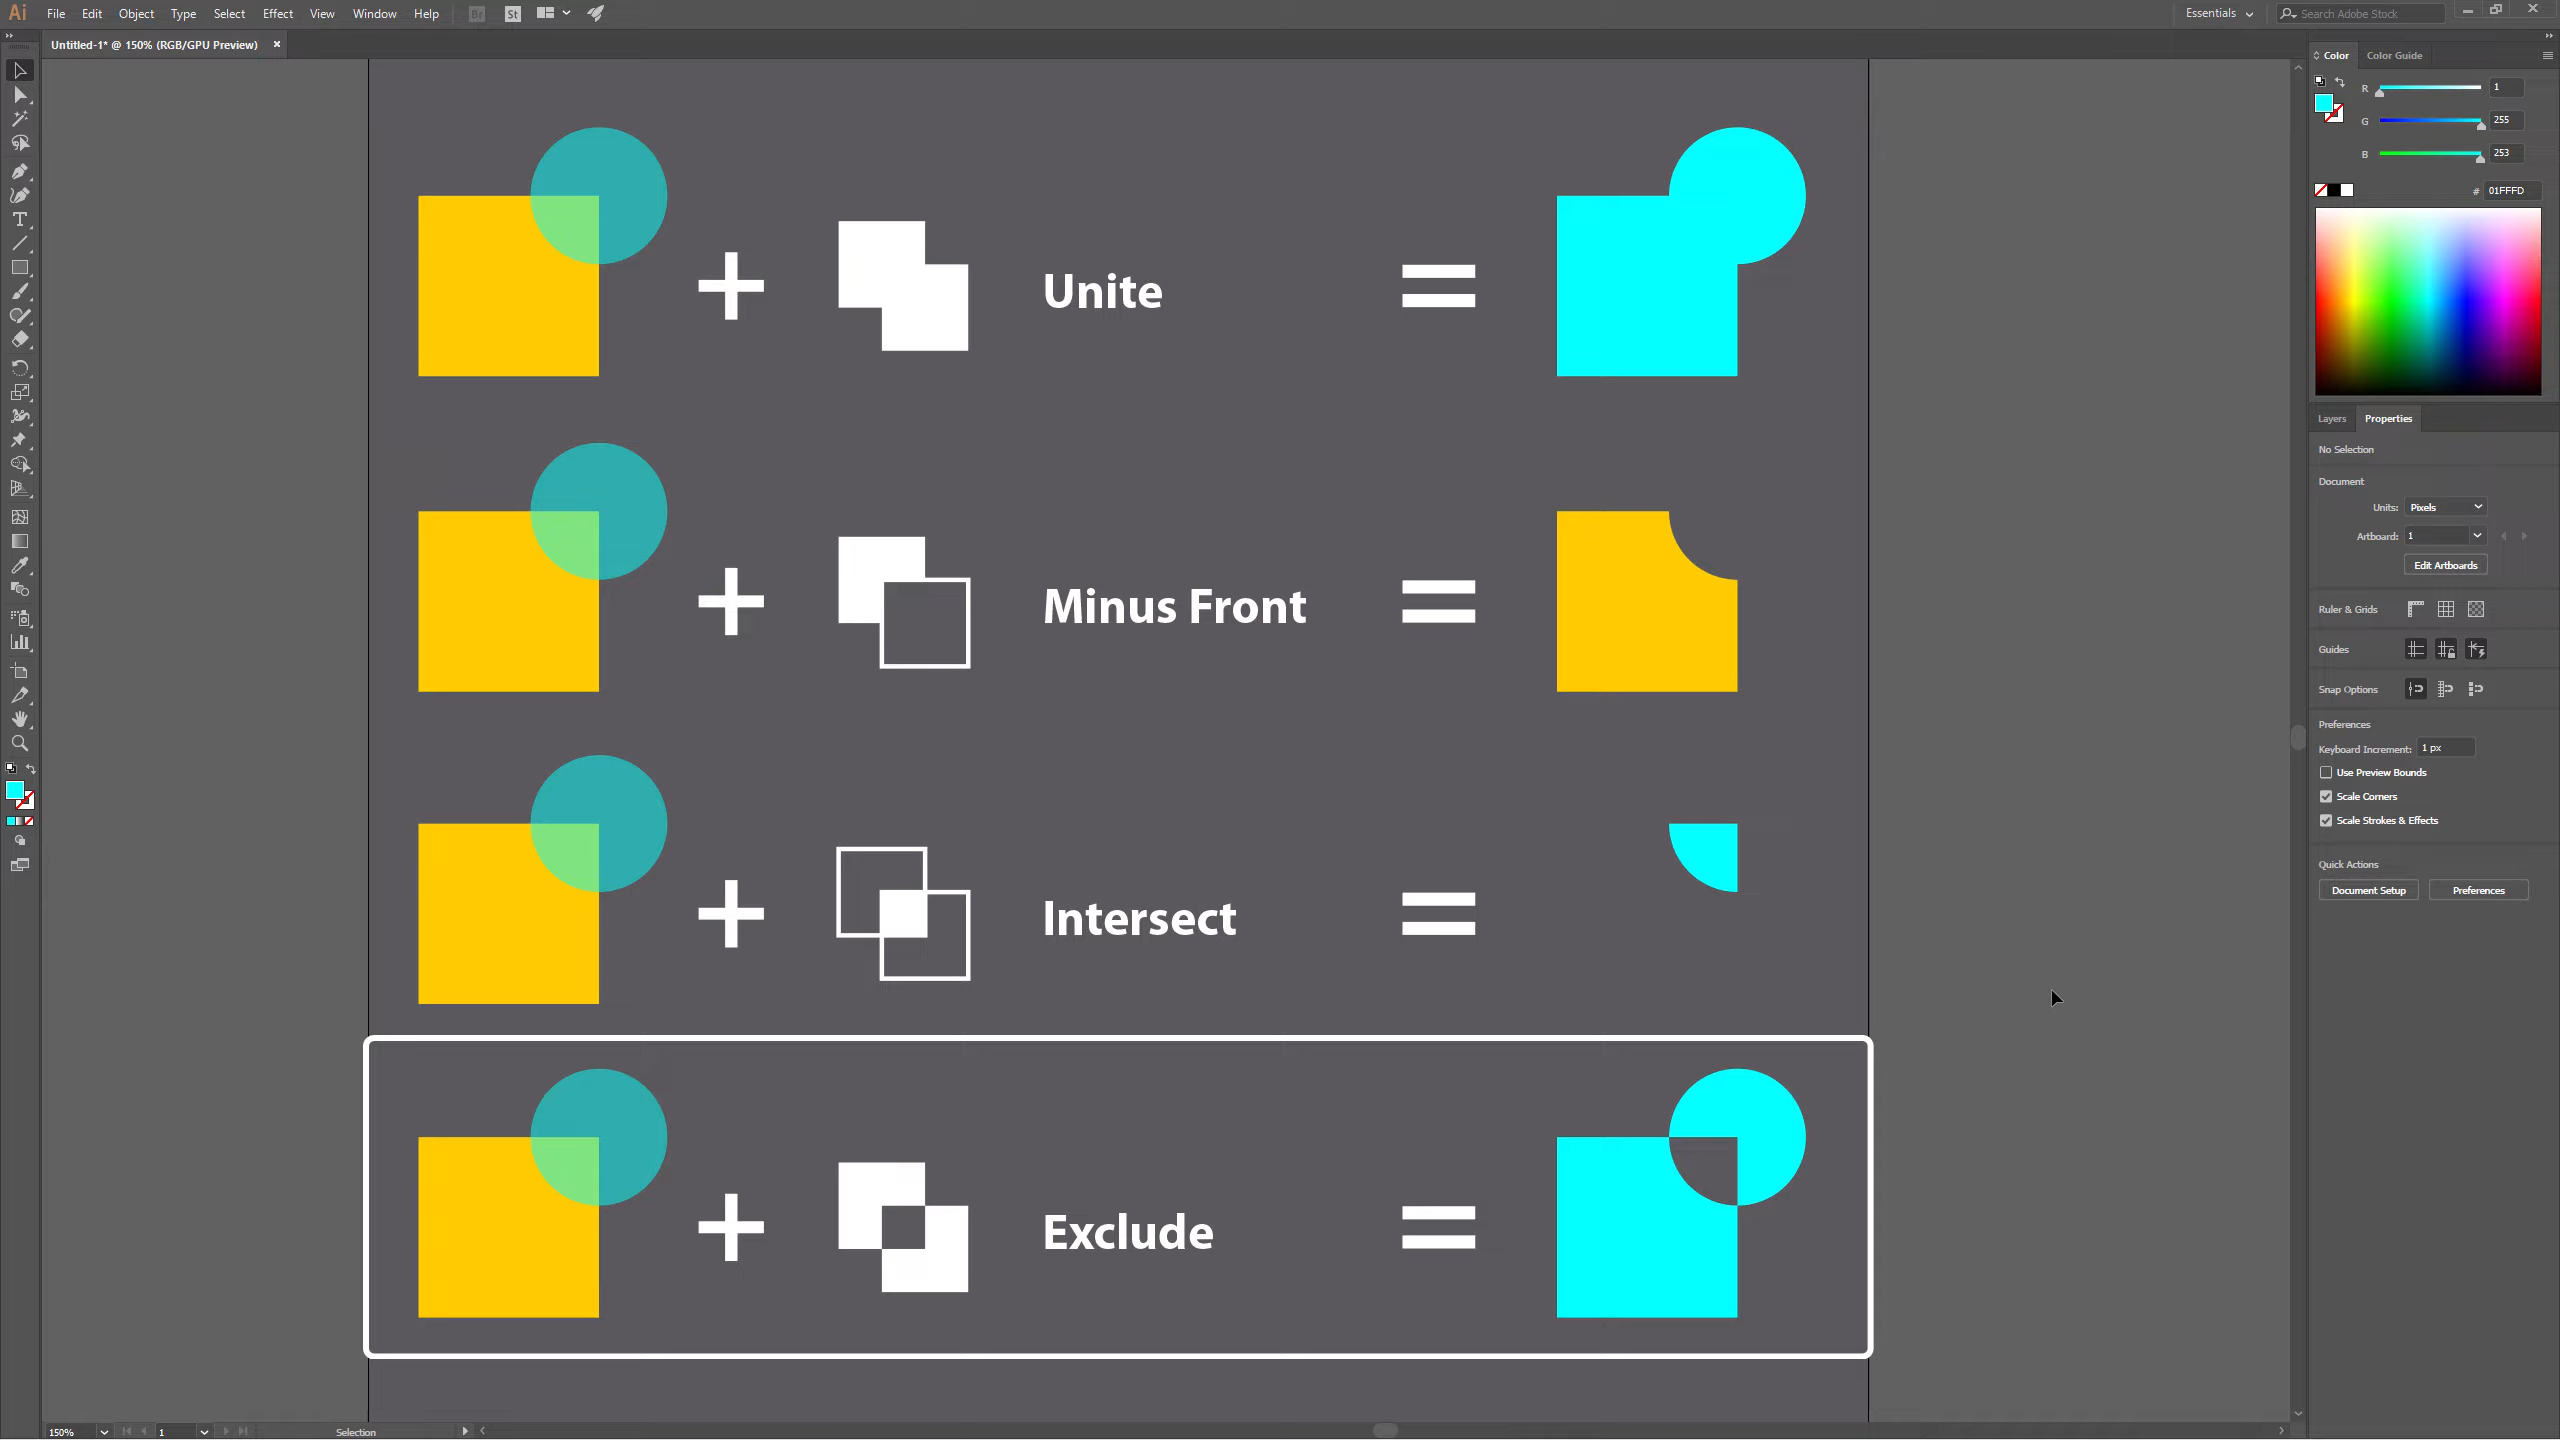 Ai File Edit Object Type Select Effect View Window Help Br St Essentials Search Adobe Stock
Untitled-1* @ 150% (RGB/GPU Preview)
Color Color Guide
R 1
G 255
B 253
# 01FFFD
Unite
Minus Front
Intersect
Exclude
Layers Properties
No Selection
Document
Units: Pixels
Artboard: 1
Edit Artboards
Ruler & Grids
Guides
Snap Options
Preferences
Keyboard Increment: 1 px
Use Preview Bounds
Scale Corners
Scale Strokes & Effects
Quick Actions
Document Setup Preferences
150% 1 Selection